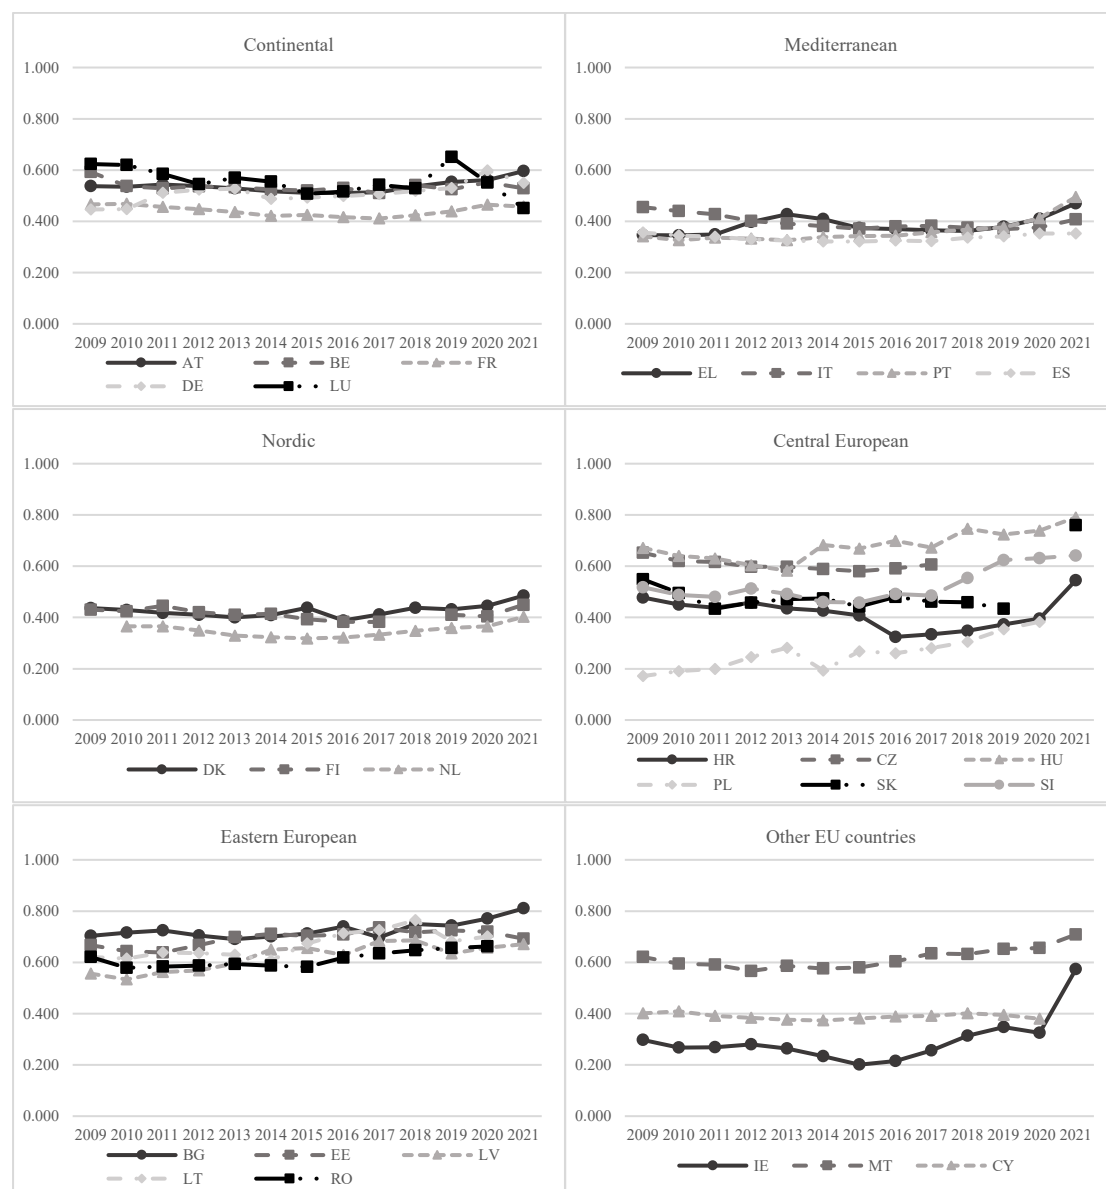 Continental
1.000
0.800
0.600
0.400
0.200
0.000
2009 2010 2011 2012 2013 2014 2015 2016 2017 2018 2019 2020 2021
AT BE FR
DE LU
Mediterranean
1.000
0.800
0.600
0.400
0.200
0.000
2009 2010 2011 2012 2013 2014 2015 2016 2017 2018 2019 2020 2021
EL IT PT ES
Nordic
1.000
0.800
0.600
0.400
0.200
0.000
2009 2010 2011 2012 2013 2014 2015 2016 2017 2018 2019 2020 2021
DK FI NL
Central European
1.000
0.800
0.600
0.400
0.200
0.000
2009 2010 2011 2012 2013 2014 2015 2016 2017 2018 2019 2020 2021
HR CZ HU
PL SK SI
Eastern European
1.000
0.800
0.600
0.400
0.200
0.000
2009 2010 2011 2012 2013 2014 2015 2016 2017 2018 2019 2020 2021
BG EE LV
LT RO
Other EU countries
1.000
0.800
0.600
0.400
0.200
0.000
2009 2010 2011 2012 2013 2014 2015 2016 2017 2018 2019 2020 2021
IE MT CY